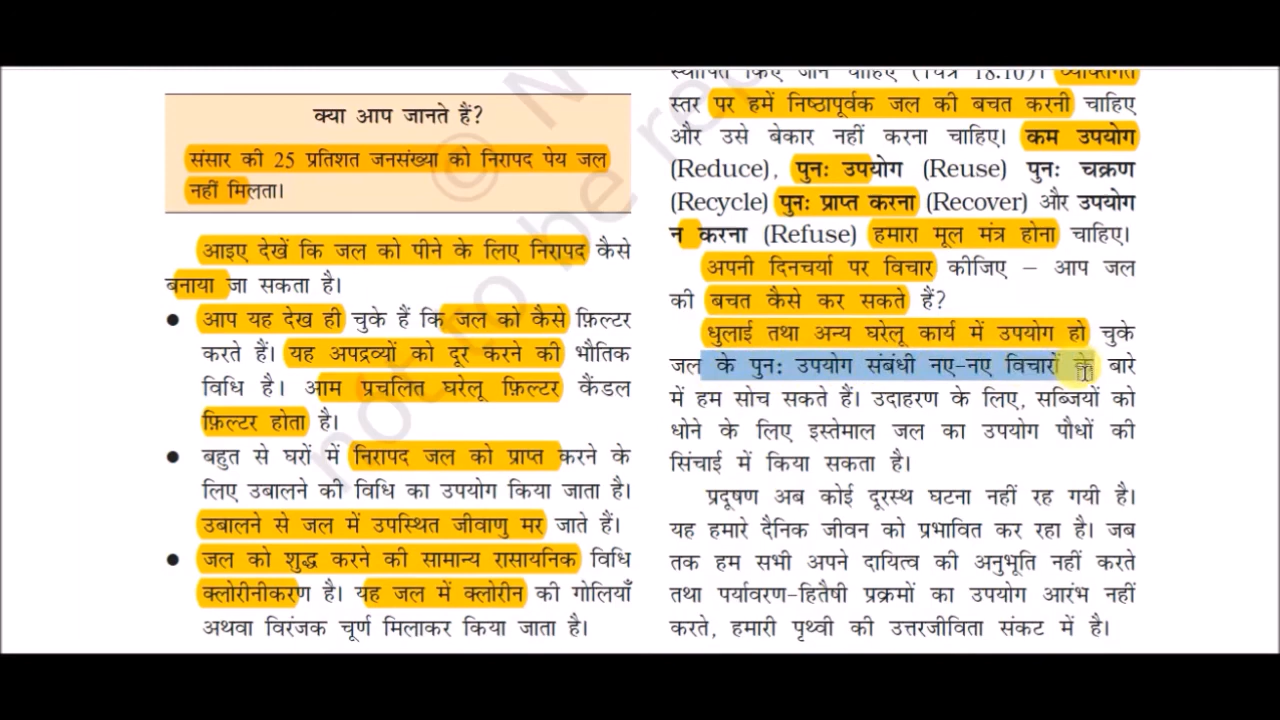 क्या आप जानते हैं?
संसार की 25 प्रतिशत जनसंख्या को निरापद पेय जल
नहीं मिलता।
आइए देखें कि जल को पीने के लिए निरापद कैसे
बनाया जा सकता है।
● आप यह देख ही चुके हैं कि जल को कैसे फ़िल्टर
करते हैं। यह अपद्रव्यों को दूर करने की भौतिक
विधि है। आम प्रचलित घरेलू फ़िल्टर कैंडल
फ़िल्टर होता है।
● बहुत से घरों में निरापद जल को प्राप्त करने के
लिए उबालने की विधि का उपयोग किया जाता है।
उबालने से जल में उपस्थित जीवाणु मर जाते हैं।
● जल को शुद्ध करने की सामान्य रासायनिक विधि
क्लोरीनीकरण है। यह जल में क्लोरीन की गोलियाँ
अथवा विरंजक चूर्ण मिलाकर किया जाता है।
स्थापित किए जाने चाहिए (चित्र 18.10)। व्यक्तिगत
स्तर पर हमें निष्ठापूर्वक जल की बचत करनी चाहिए
और उसे बेकार नहीं करना चाहिए। कम उपयोग
(Reduce), पुनः उपयोग (Reuse) पुनः चक्रण
(Recycle) पुनः प्राप्त करना (Recover) और उपयोग
न करना (Refuse) हमारा मूल मंत्र होना चाहिए।
अपनी दिनचर्या पर विचार कीजिए – आप जल
की बचत कैसे कर सकते हैं?
धुलाई तथा अन्य घरेलू कार्य में उपयोग हो चुके
जल के पुनः उपयोग संबंधी नए-नए विचारों के बारे
में हम सोच सकते हैं। उदाहरण के लिए, सब्जियों को
धोने के लिए इस्तेमाल जल का उपयोग पौधों की
सिंचाई में किया सकता है।
प्रदूषण अब कोई दूरस्थ घटना नहीं रह गयी है।
यह हमारे दैनिक जीवन को प्रभावित कर रहा है। जब
तक हम सभी अपने दायित्व की अनुभूति नहीं करते
तथा पर्यावरण-हितैषी प्रक्रमों का उपयोग आरंभ नहीं
करते, हमारी पृथ्वी की उत्तरजीविता संकट में है।